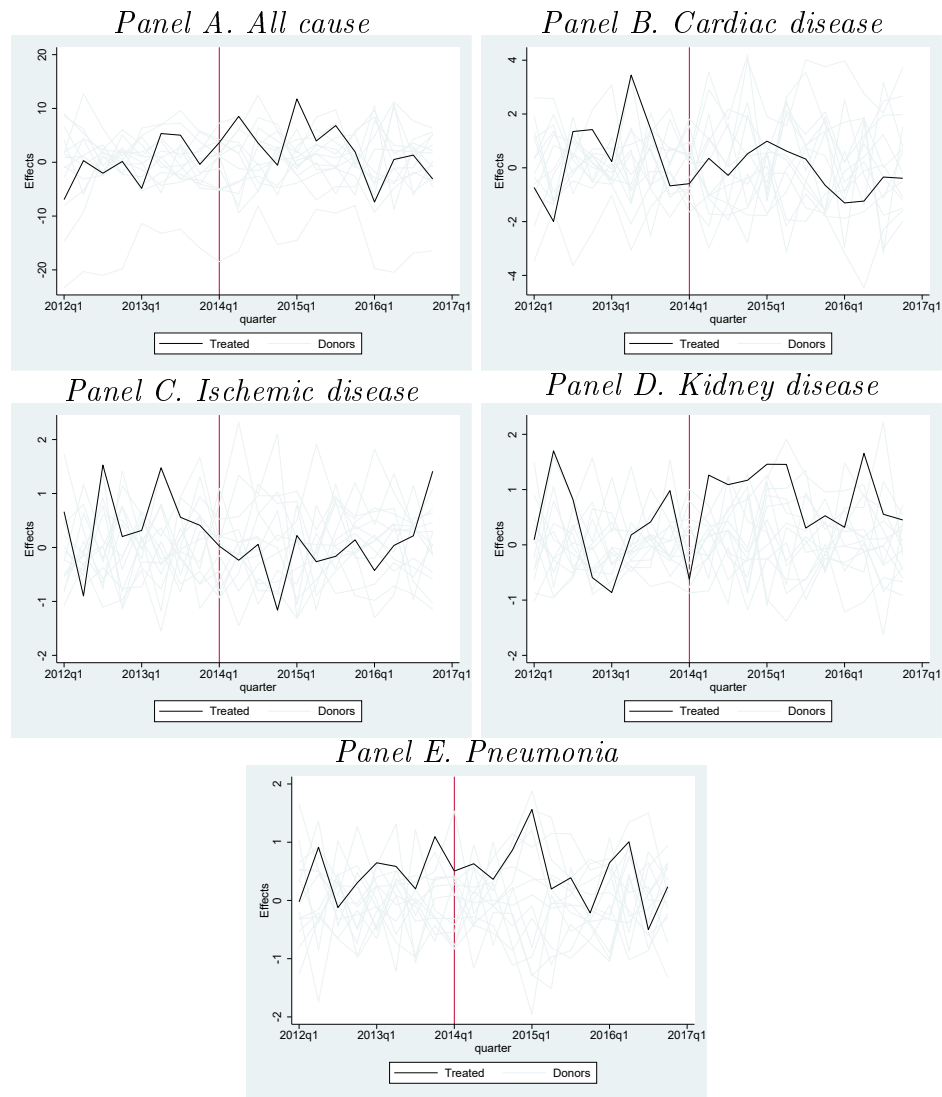 Panel A. All cause
20
10
0
-10
-20
Effects
2012q1 2013q1 2014q1 2015q1 2016q1 2017q1
quarter
Treated Donors
Panel B. Cardiac disease
4
2
0
-2
-4
Effects
2012q1 2013q1 2014q1 2015q1 2016q1 2017q1
quarter
Treated Donors
Panel C. Ischemic disease
2
1
0
-1
-2
Effects
2012q1 2013q1 2014q1 2015q1 2016q1 2017q1
quarter
Treated Donors
Panel D. Kidney disease
2
1
0
-1
-2
Effects
2012q1 2013q1 2014q1 2015q1 2016q1 2017q1
quarter
Treated Donors
Panel E. Pneumonia
2
1
0
-1
-2
Effects
2012q1 2013q1 2014q1 2015q1 2016q1 2017q1
quarter
Treated Donors